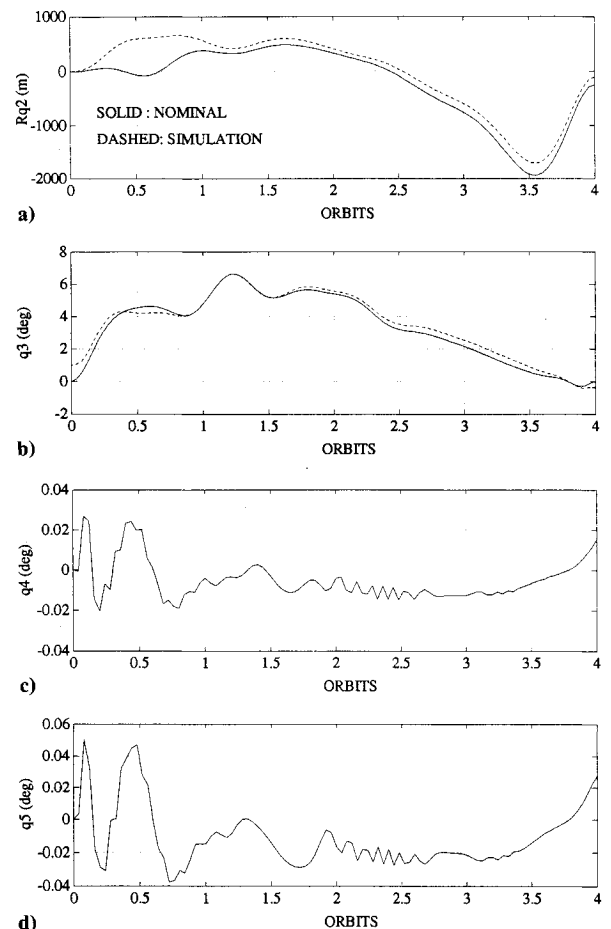 1000
0
-1000
-2000
Rq2 (m)
SOLID : NOMINAL
DASHED: SIMULATION
0 0.5 1 1.5 2 2.5 3 3.5 4
a) ORBITS
8
6
4
2
0
-2
q3 (deg)
0 0.5 1 1.5 2 2.5 3 3.5 4
b) ORBITS
0.04
0.02
0
-0.02
-0.04
q4 (deg)
0 0.5 1 1.5 2 2.5 3 3.5 4
c) ORBITS
0.06
0.04
0.02
0
-0.02
-0.04
q5 (deg)
0 0.5 1 1.5 2 2.5 3 3.5 4
d) ORBITS